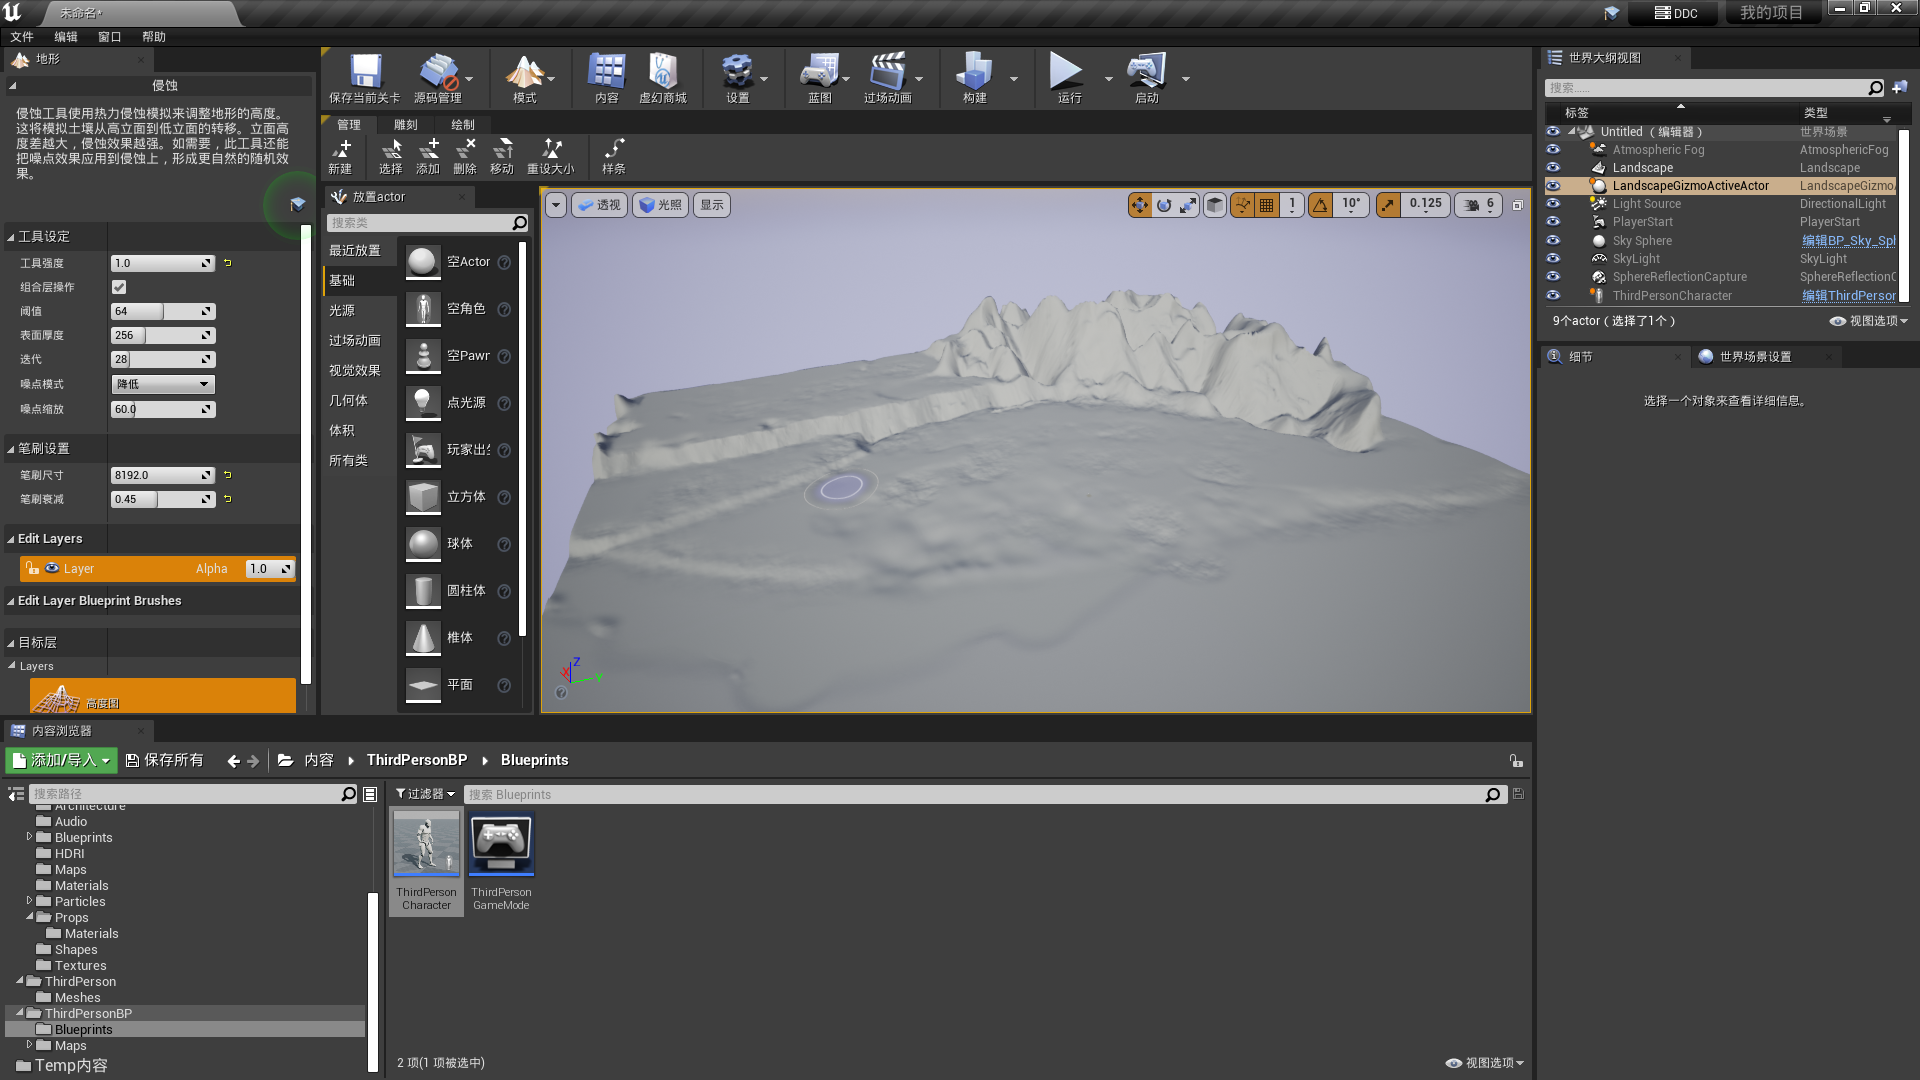 未命名*
DDC
我的项目
文件
编辑
窗口
帮助
地形
侵蚀
侵蚀工具使用热力侵蚀模拟来调整地形的高度。
这将模拟土壤从高立面到低立面的转移。立面高
度差越大，侵蚀效果越强。如需要，此工具还能
把噪点效果应用到侵蚀上，形成更自然的随机效
果。
工具设定
工具强度
1.0
组合层操作
阈值
64
表面厚度
256
迭代
28
噪点模式
降低
噪点缩放
60.0
笔刷设置
笔刷尺寸
8192.0
笔刷衰减
0.45
Edit Layers
Layer
Alpha
1.0
Edit Layer Blueprint Brushes
目标层
Layers
高度图
保存当前关卡
源码管理
模式
内容
虚幻商城
设置
蓝图
过场动画
构建
运行
启动
管理
雕刻
绘制
新建
选择
添加
删除
移动
重设大小
样条
放置actor
搜索类
最近放置
基础
光源
过场动画
视觉效果
几何体
体积
所有类
空Actor
空角色
空Pawn
点光源
玩家出生
立方体
球体
圆柱体
椎体
平面
透视
光照
显示
1
10°
0.125
6
Z
X
Y
世界大纲视图
搜索......
标签
类型
Untitled（编辑器）
世界场景
Atmospheric Fog
AtmosphericFog
Landscape
Landscape
LandscapeGizmoActiveActor
LandscapeGizmoA
Light Source
DirectionalLight
PlayerStart
PlayerStart
Sky Sphere
编辑BP_Sky_Sph
SkyLight
SkyLight
SphereReflectionCapture
SphereReflectionC
ThirdPersonCharacter
编辑ThirdPerson
9个actor（选择了1个）
视图选项
细节
世界场景设置
选择一个对象来查看详细信息。
内容浏览器
添加/导入
保存所有
内容
ThirdPersonBP
Blueprints
搜索路径
过滤器
搜索 Blueprints
Architecture
Audio
Blueprints
HDRI
Maps
Materials
Particles
Props
Materials
Shapes
Textures
ThirdPerson
Meshes
ThirdPersonBP
Blueprints
Maps
Temp内容
ThirdPerson
Character
ThirdPerson
GameMode
2 项(1 项被选中)
视图选项